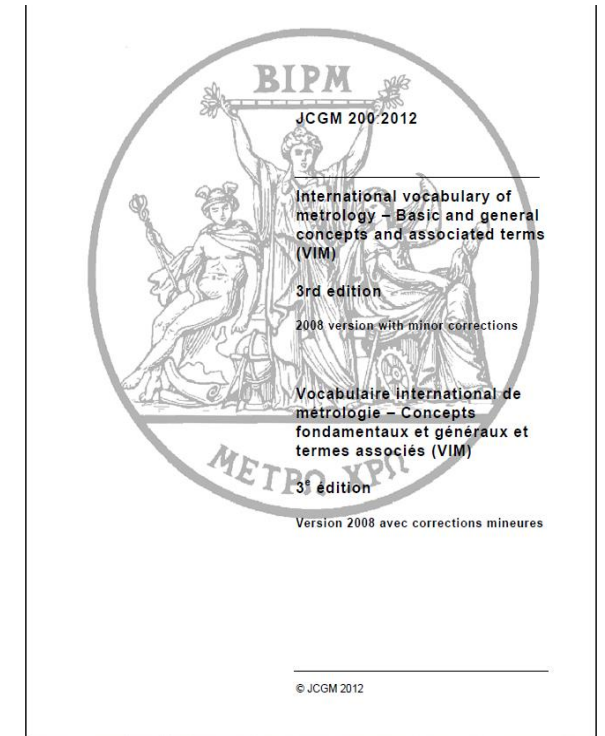 BIPM
JCGM 200:2012
International vocabulary of
metrology – Basic and general
concepts and associated terms
(VIM)
3rd edition
2008 version with minor corrections
Vocabulaire international de
métrologie – Concepts
fondamentaux et généraux et
termes associés (VIM)
ΜΕΤΡΩ ΧΡΩ
3e édition
Version 2008 avec corrections mineures
© JCGM 2012